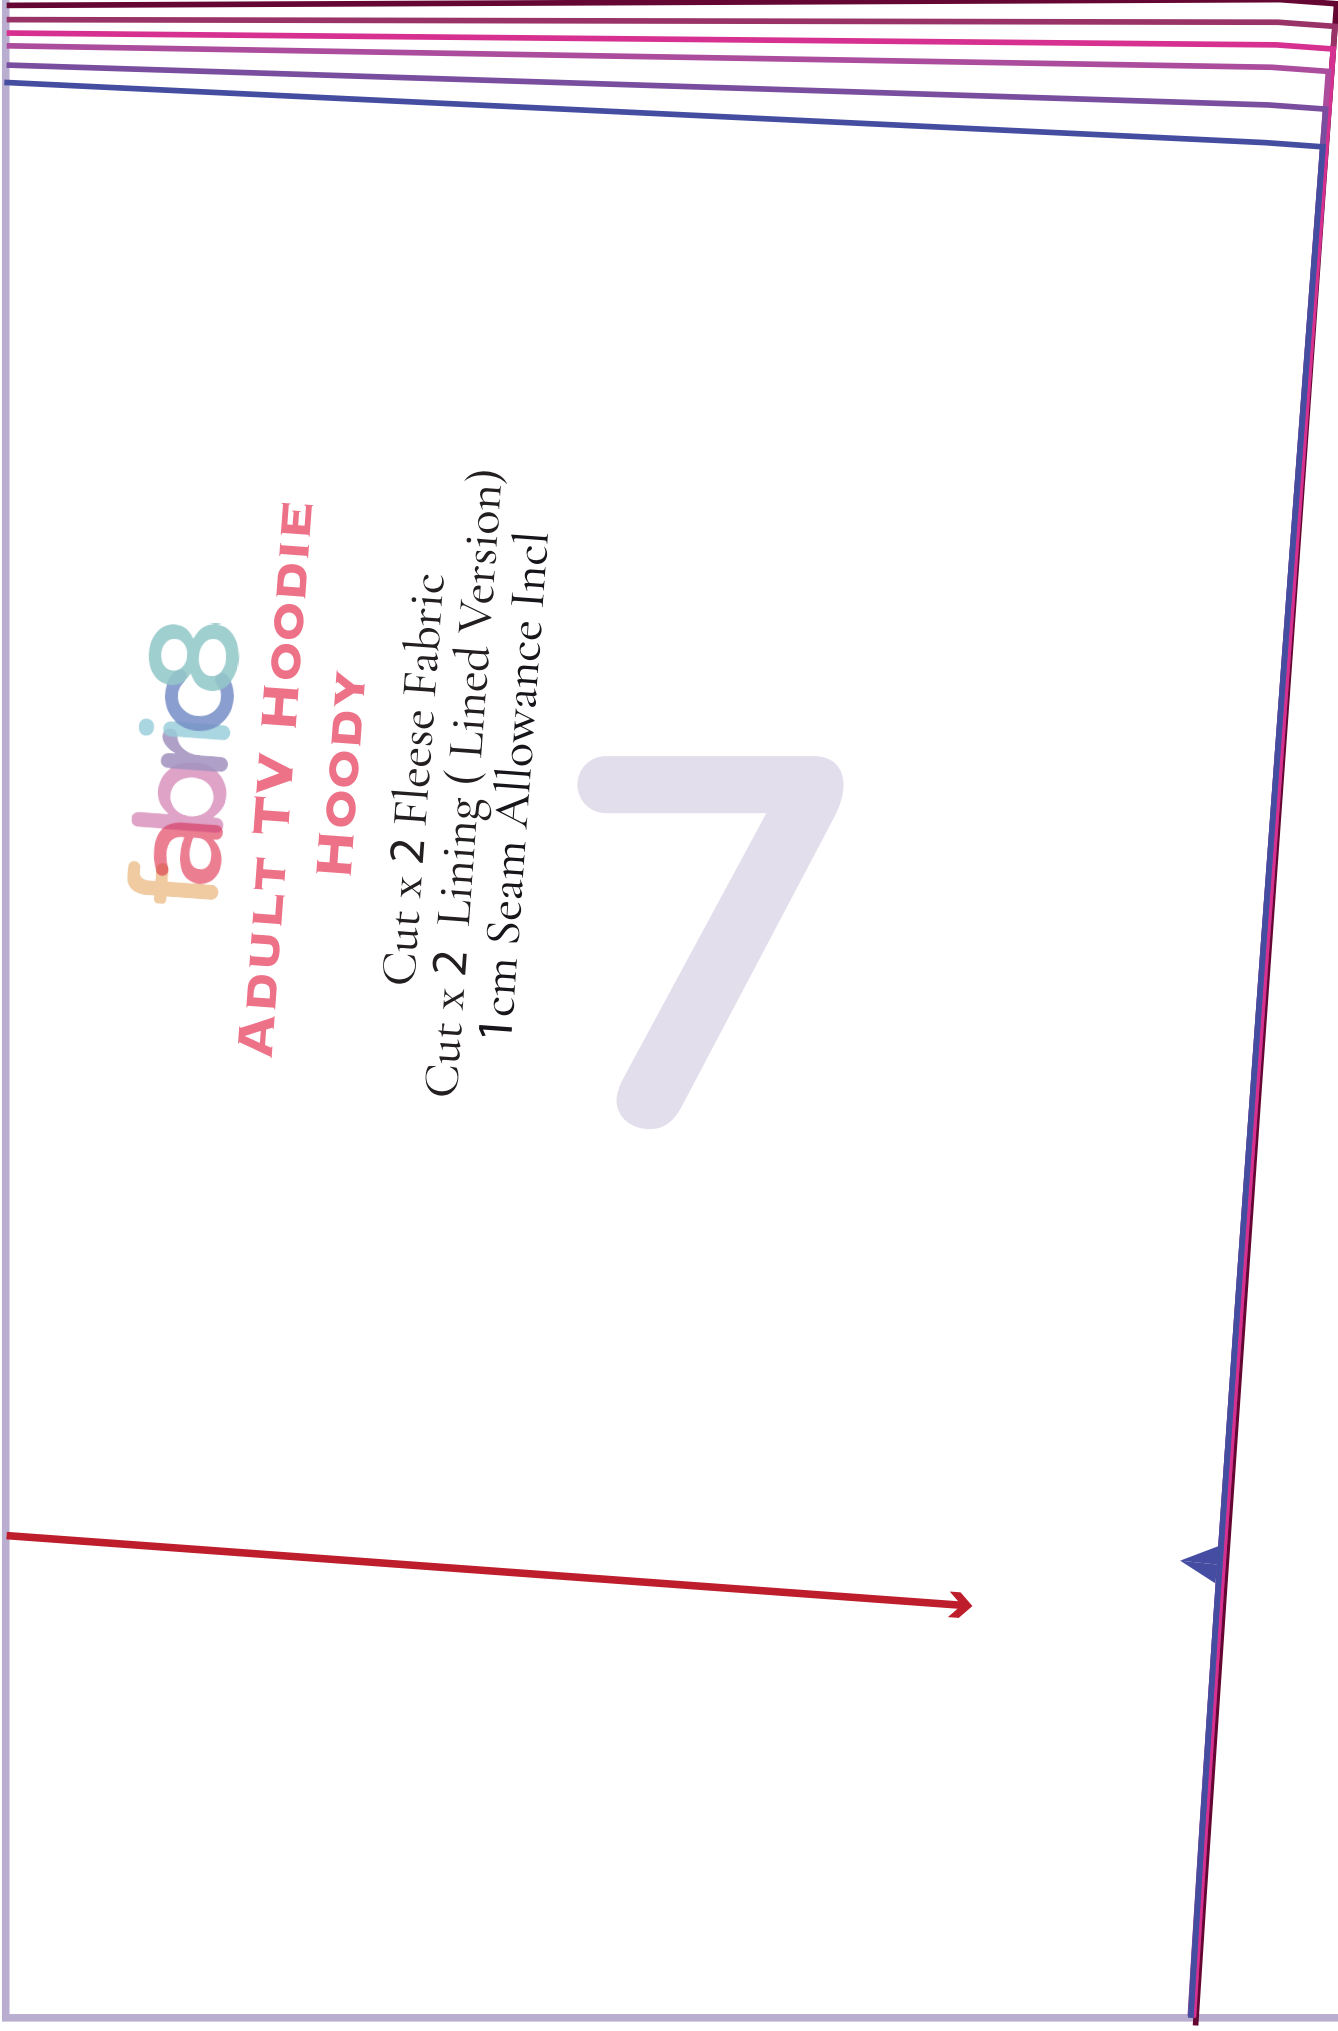 fabric8
ADULT TV HOODIE
HOODY
Cut x 2 Fleese Fabric
Cut x 2 Lining ( Lined Version)
1cm Seam Allowance Incl
7